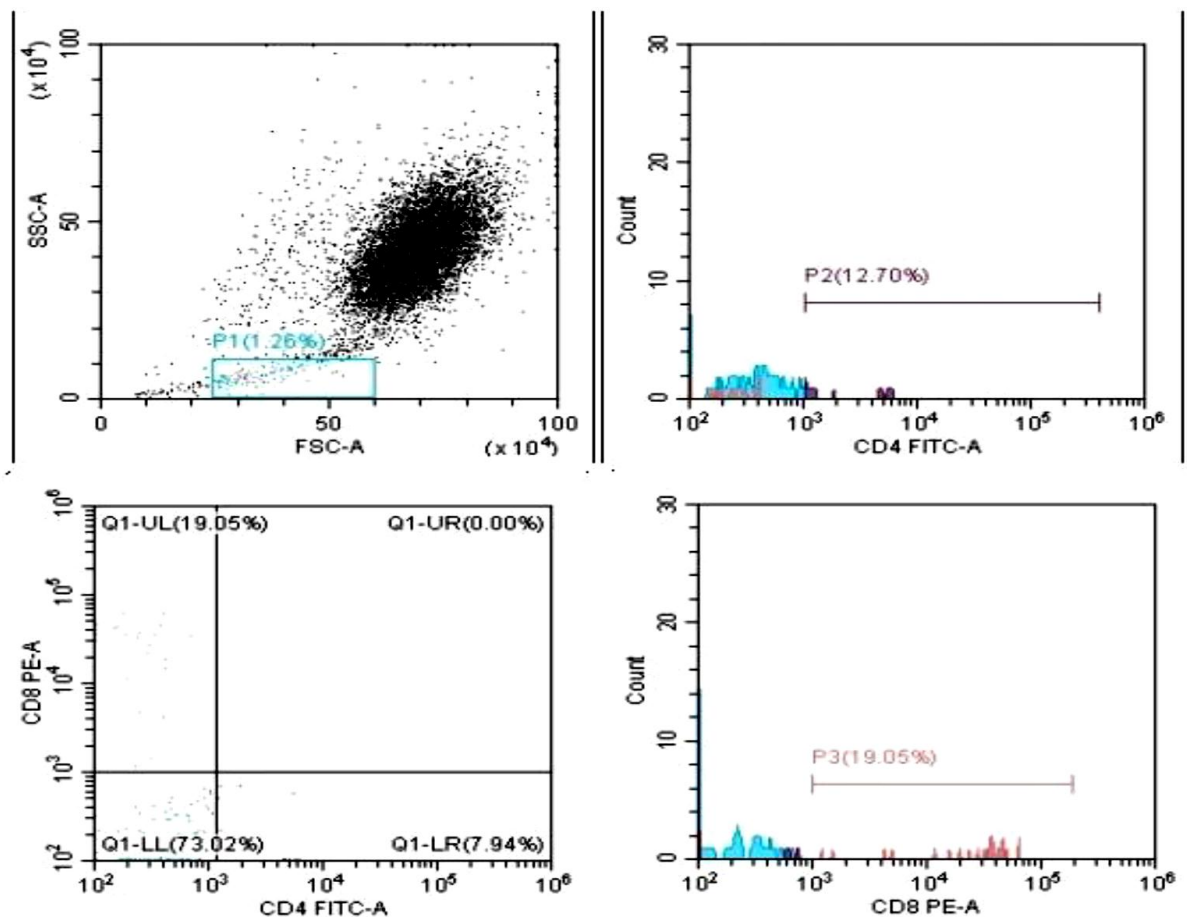 (x10⁴)
100
50
0
SSC-A
P1(1.26%)
0
50
100
FSC-A
(x10⁴)
30
20
10
0
Count
P2(12.70%)
10²
10³
10⁴
10⁵
10⁶
CD4 FITC-A
10⁶
10⁵
10⁴
10³
10²
CD8 PE-A
Q1-UL(19.05%)
Q1-UR(0.00%)
Q1-LL(73.02%)
Q1-LR(7.94%)
10²
10³
10⁴
10⁵
10⁶
CD4 FITC-A
30
20
10
0
Count
P3(19.05%)
10²
10³
10⁴
10⁵
10⁶
CD8 PE-A